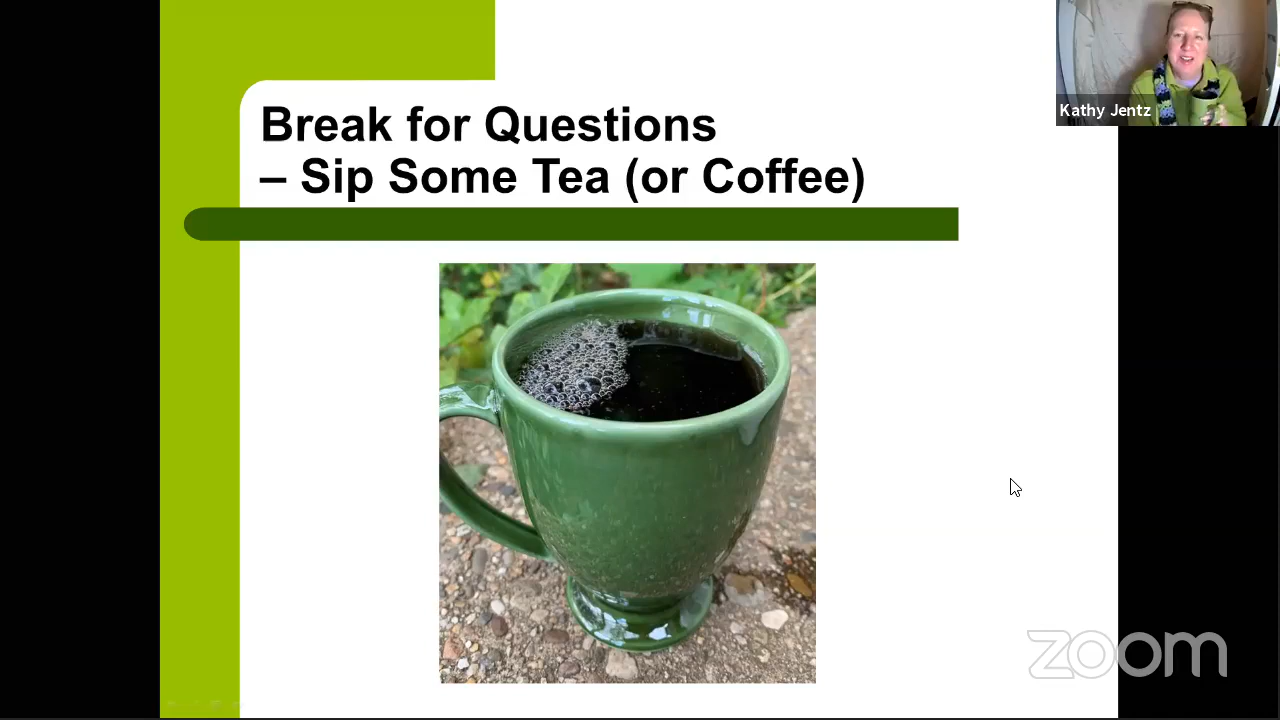 Break for Questions
– Sip Some Tea (or Coffee)
Kathy Jentz
zoom